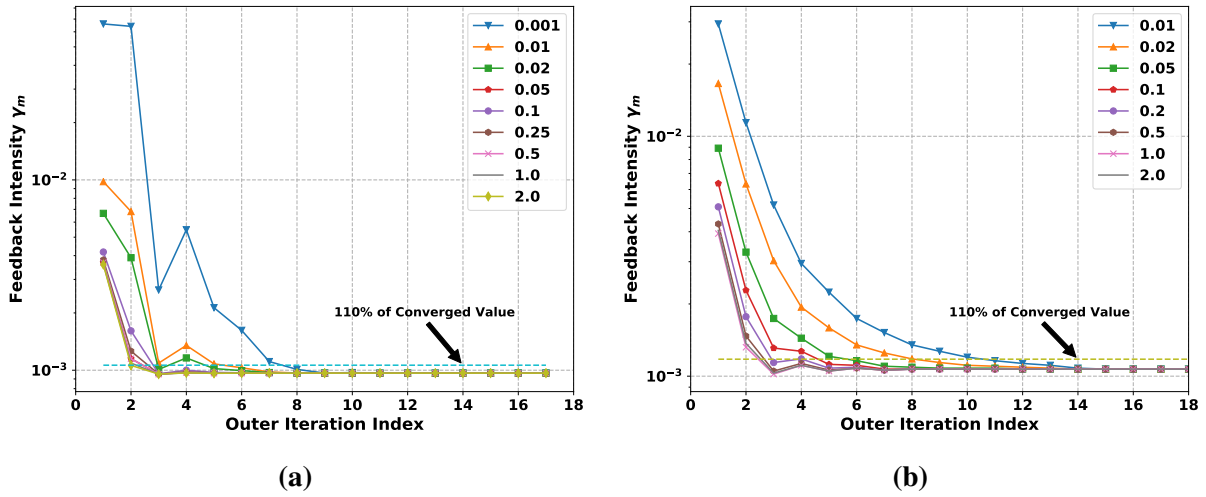 0.001
0.01
0.02
0.05
0.1
0.25
0.5
1.0
2.0
10⁻²
10⁻³
Feedback Intensity γₘ
110% of Converged Value
0 2 4 6 8 10 12 14 16 18
Outer Iteration Index
(a)
0.01
0.02
0.05
0.1
0.2
0.5
1.0
2.0
10⁻²
10⁻³
Feedback Intensity γₘ
110% of Converged Value
0 2 4 6 8 10 12 14 16 18
Outer Iteration Index
(b)